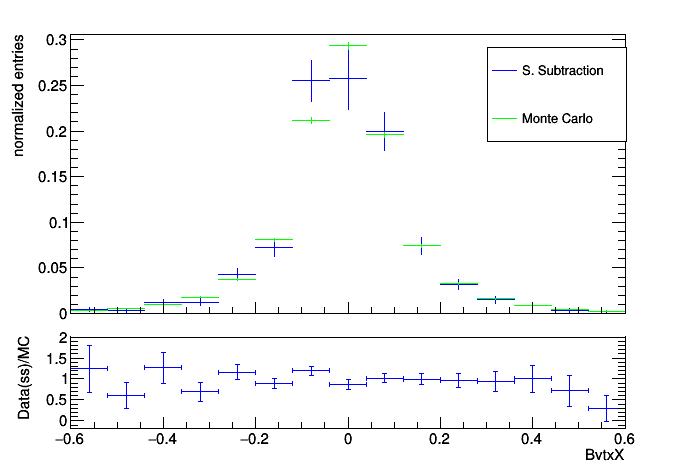 normalized entries
0.3
0.25
0.2
0.15
0.1
0.05
0
S. Subtraction
Monte Carlo
Data(ss)/MC
2
1.5
1
0.5
0
−0.6 −0.4 −0.2 0 0.2 0.4 0.6
BvtxX